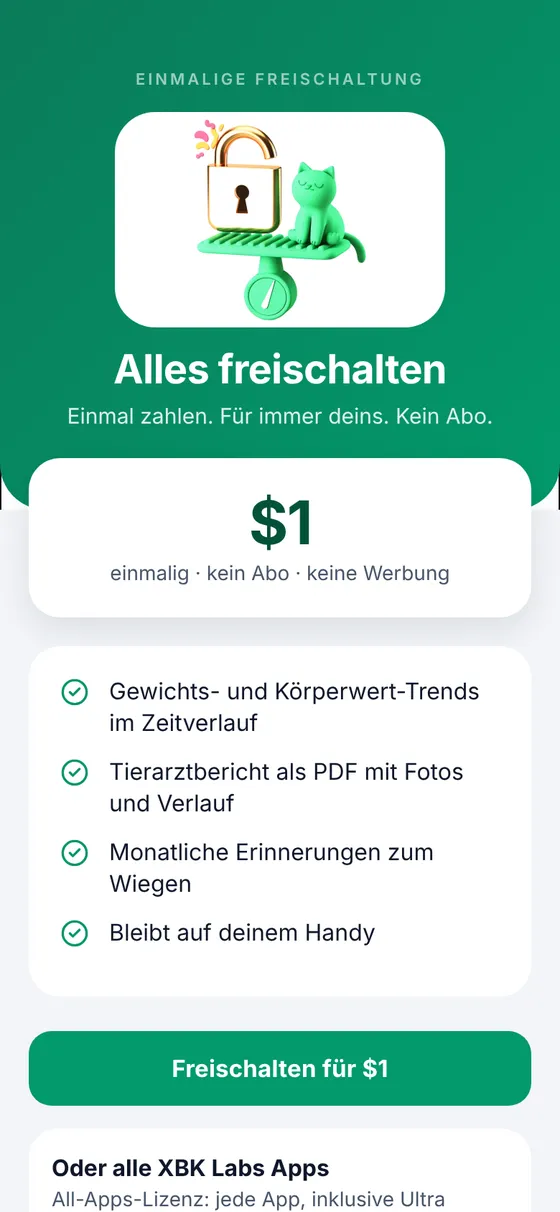 EINMALIGE FREISCHALTUNG
Alles freischalten
Einmal zahlen. Für immer deins. Kein Abo.
$1
einmalig · kein Abo · keine Werbung
Gewichts- und Körperwert-Trends
im Zeitverlauf
Tierarztbericht als PDF mit Fotos
und Verlauf
Monatliche Erinnerungen zum
Wiegen
Bleibt auf deinem Handy
Freischalten für $1
Oder alle XBK Labs Apps
All-Apps-Lizenz: jede App, inklusive Ultra